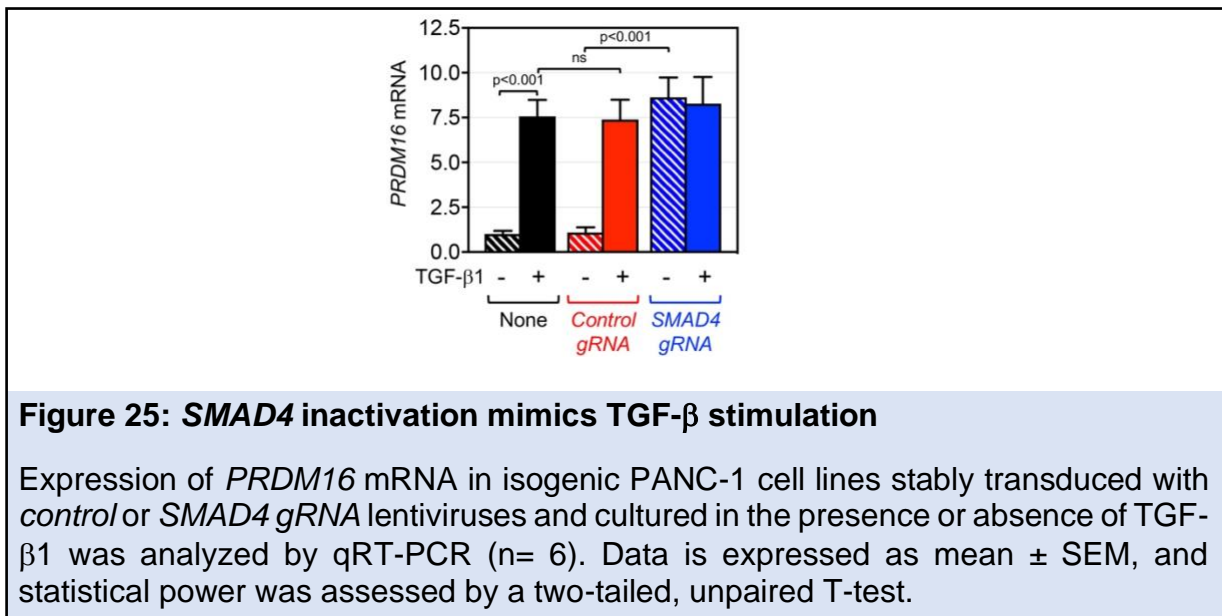 12.5
10.0
7.5
5.0
2.5
0.0
PRDM16 mRNA
p<0.001
ns
p<0.001
TGF-β1 - + - + - +
None Control gRNA SMAD4 gRNA
Figure 25: SMAD4 inactivation mimics TGF-β stimulation
Expression of PRDM16 mRNA in isogenic PANC-1 cell lines stably transduced with
control or SMAD4 gRNA lentiviruses and cultured in the presence or absence of TGF-
β1 was analyzed by qRT-PCR (n= 6). Data is expressed as mean ± SEM, and
statistical power was assessed by a two-tailed, unpaired T-test.